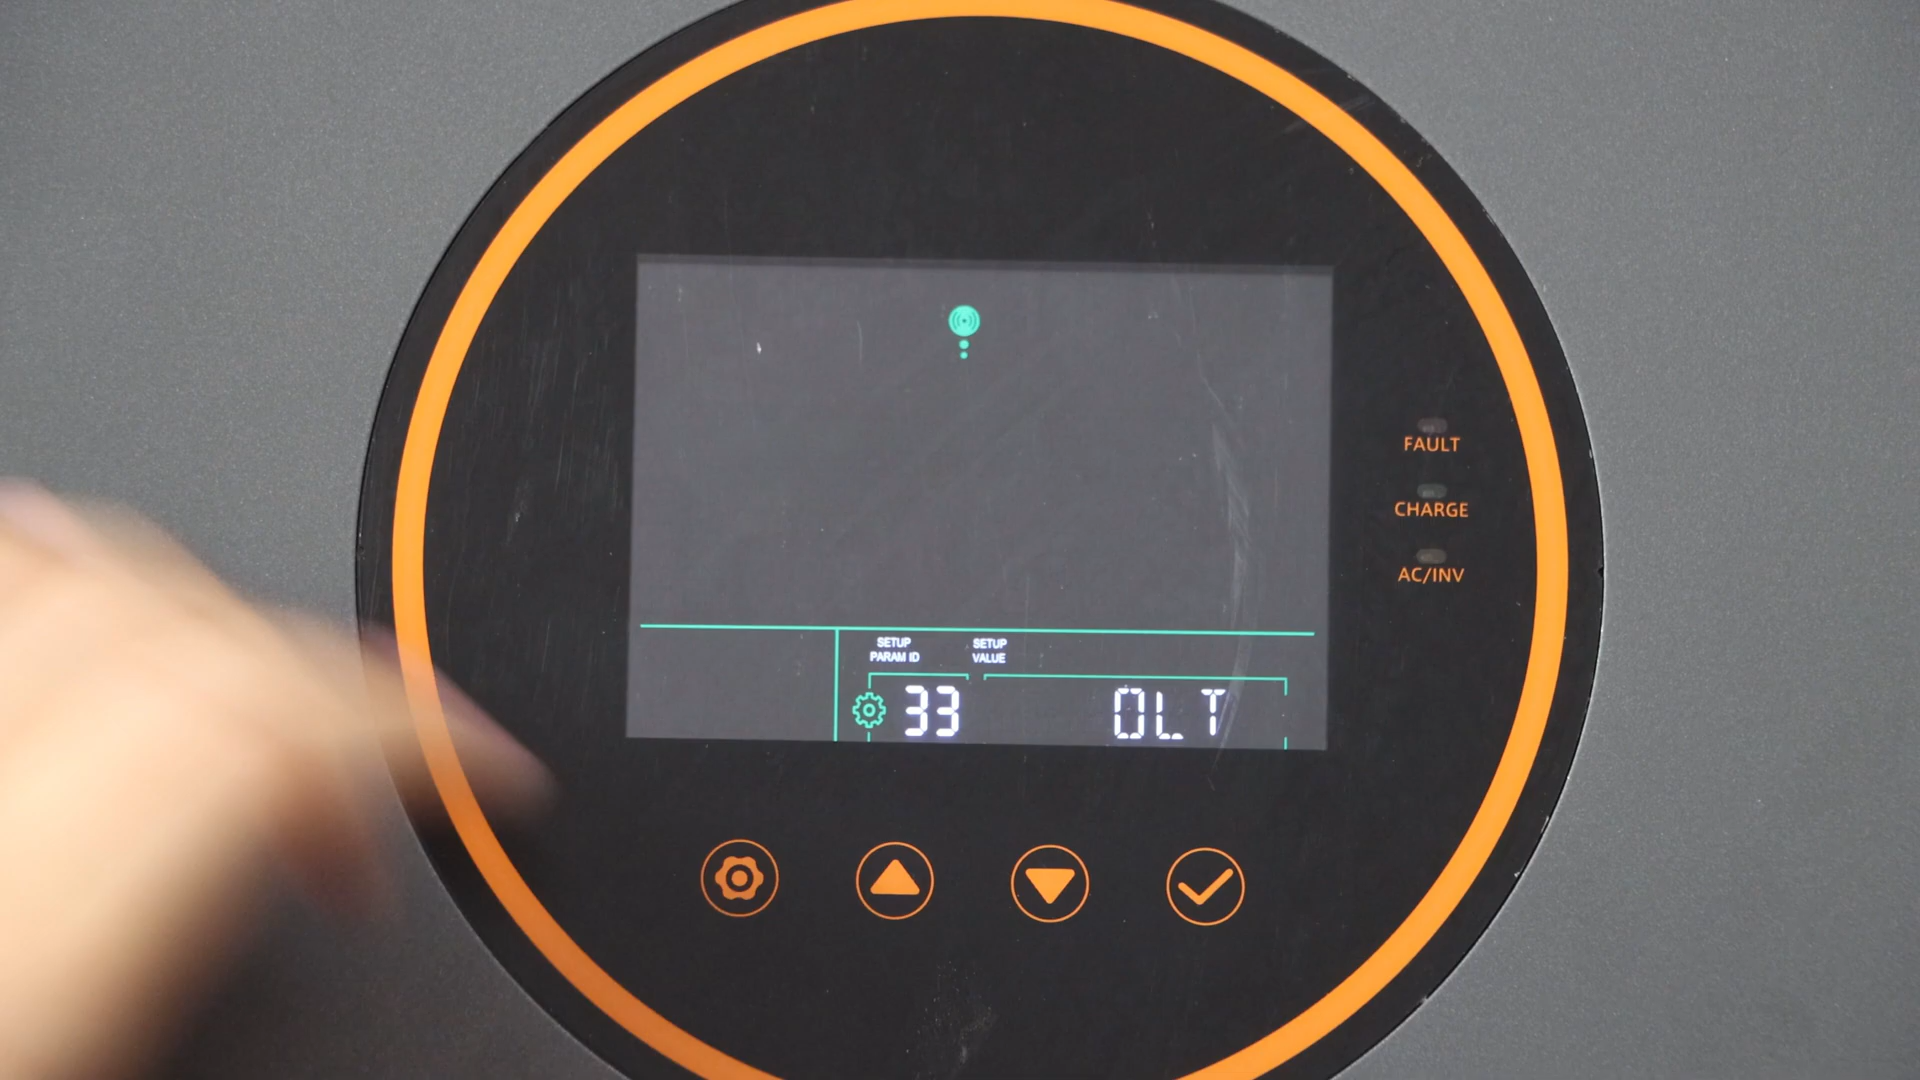 FAULT
CHARGE
AC/INV
SETUP PARAM ID
SETUP VALUE
33 OLT